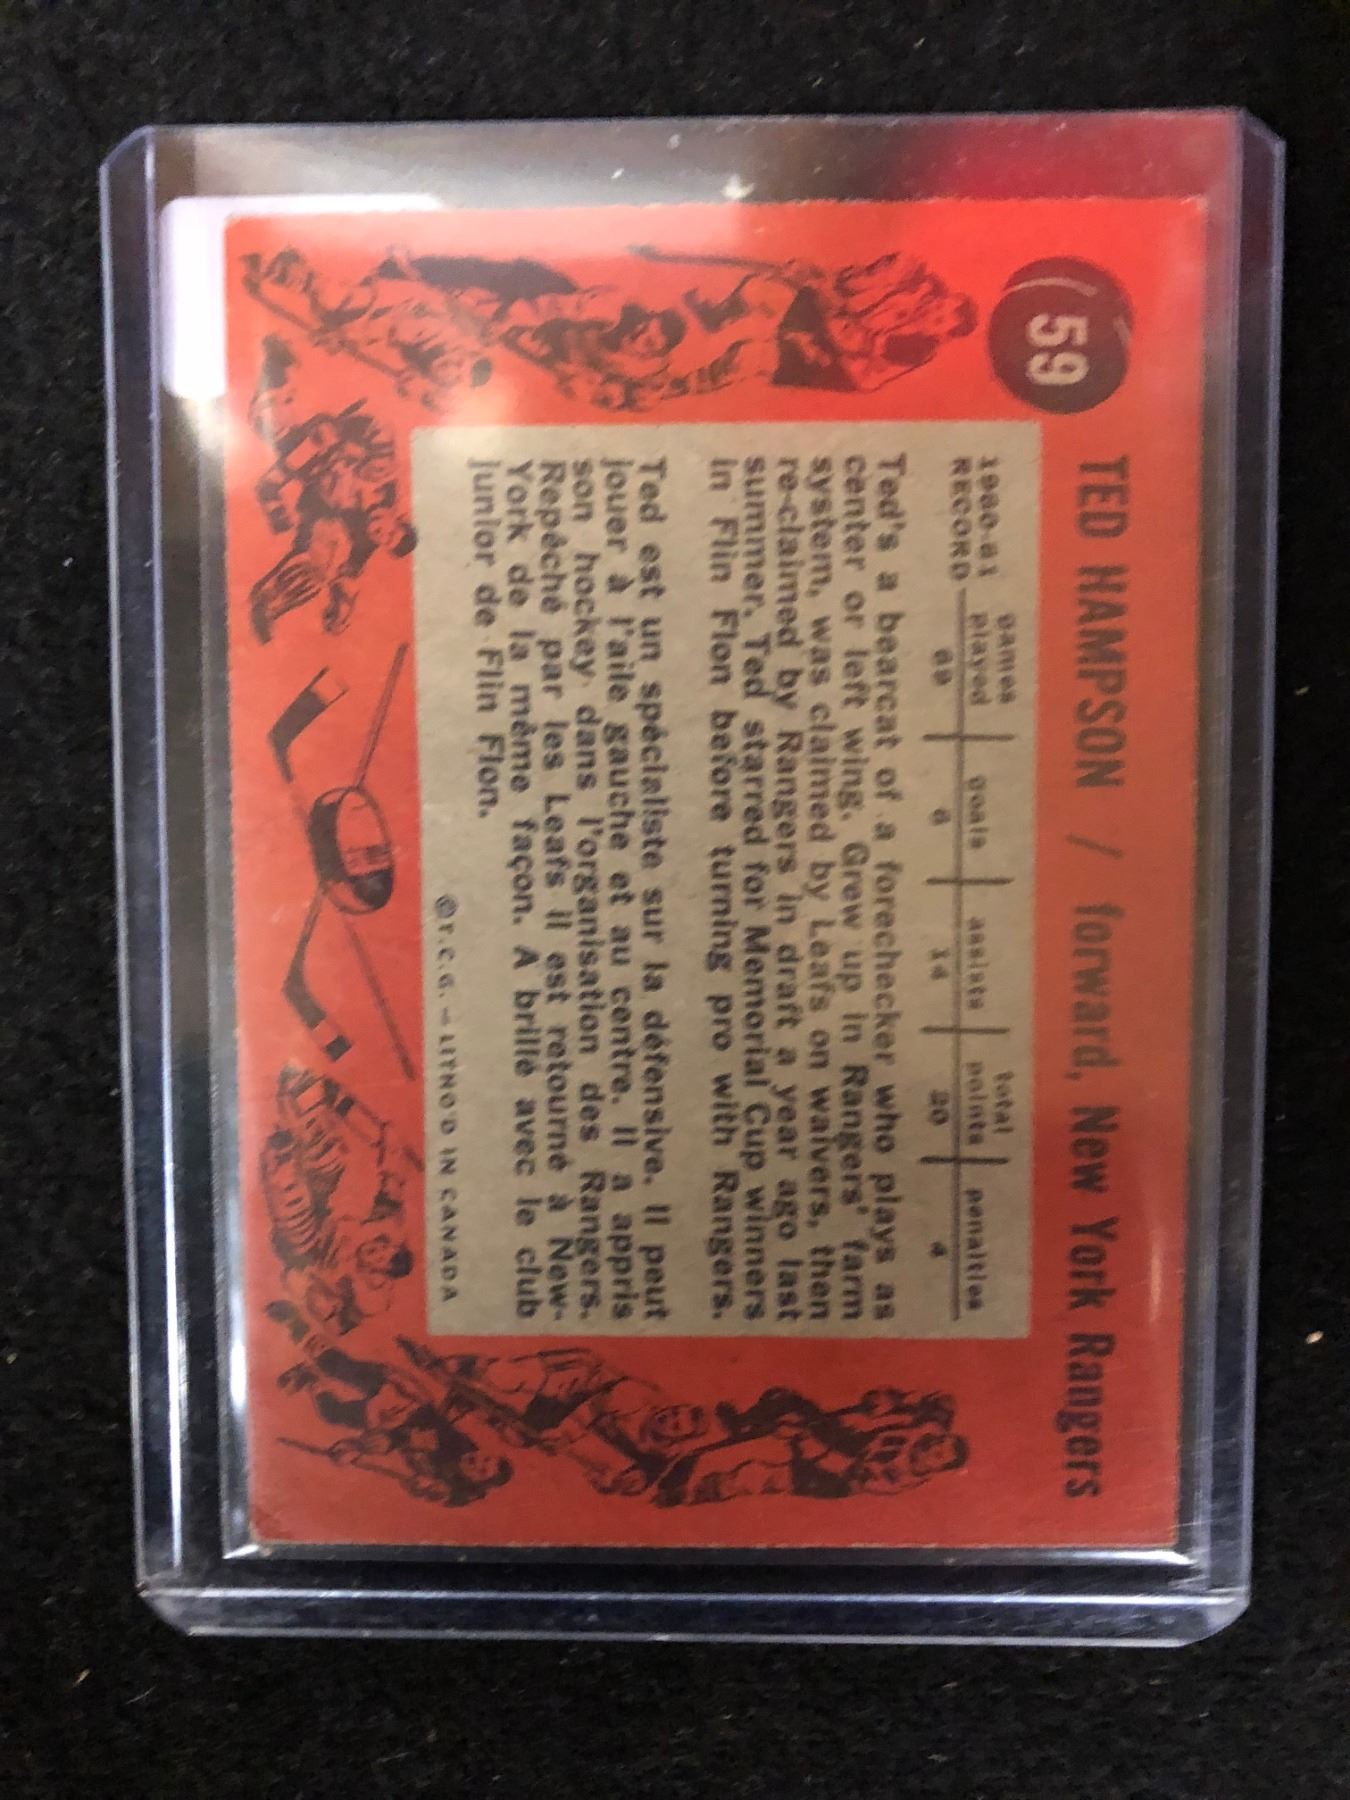 59
TED HAMPSON / forward, New York Rangers
1960-61 games total
RECORD played goals assists points penalties
69 6 14 20 4
Ted's a bearcat of a forechecker who plays as
center or left wing. Grew up in Rangers' farm
system, was claimed by Leafs on waivers, then
re-claimed by Rangers in draft a year ago last
summer. Ted starred for Memorial Cup winners
in Flin Flon before turning pro with Rangers.
Ted est un spécialiste sur la défensive. Il peut
jouer à l'aile gauche et au centre. Il a appris
son hockey dans l'organisation des Rangers.
Repêché par les Leafs il est retourné à New-
York de la même façon. A brillé avec le club
junior de Flin Flon.
©T.C.G. — LITHO'D IN CANADA
H